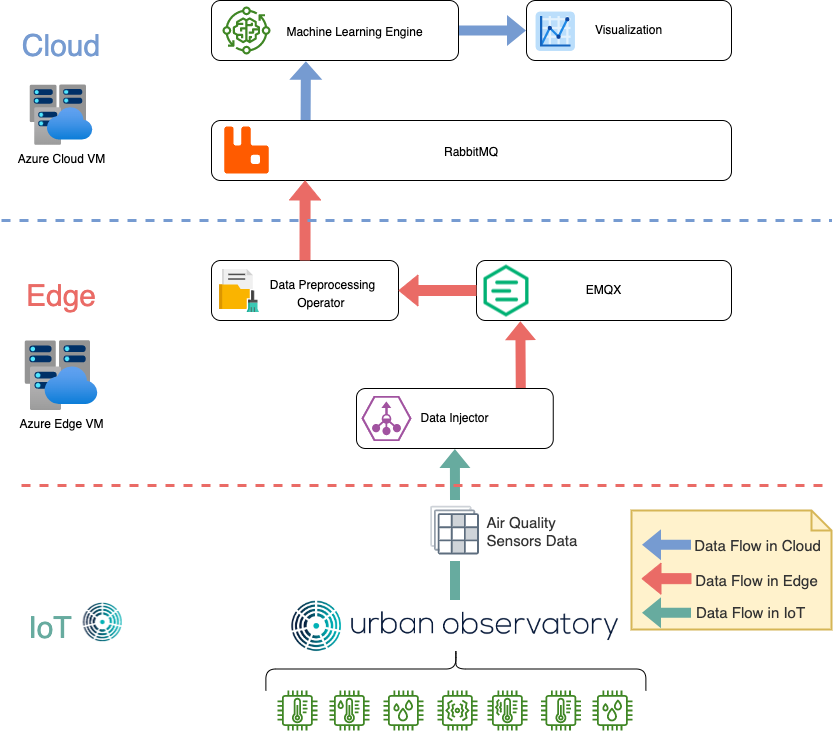 Cloud
Machine Learning Engine
Visualization
Azure Cloud VM
RabbitMQ
Edge
Data Preprocessing
Operator
EMQX
Azure Edge VM
Data Injector
Air Quality
Sensors Data
Data Flow in Cloud
Data Flow in Edge
Data Flow in IoT
IoT
urban observatory